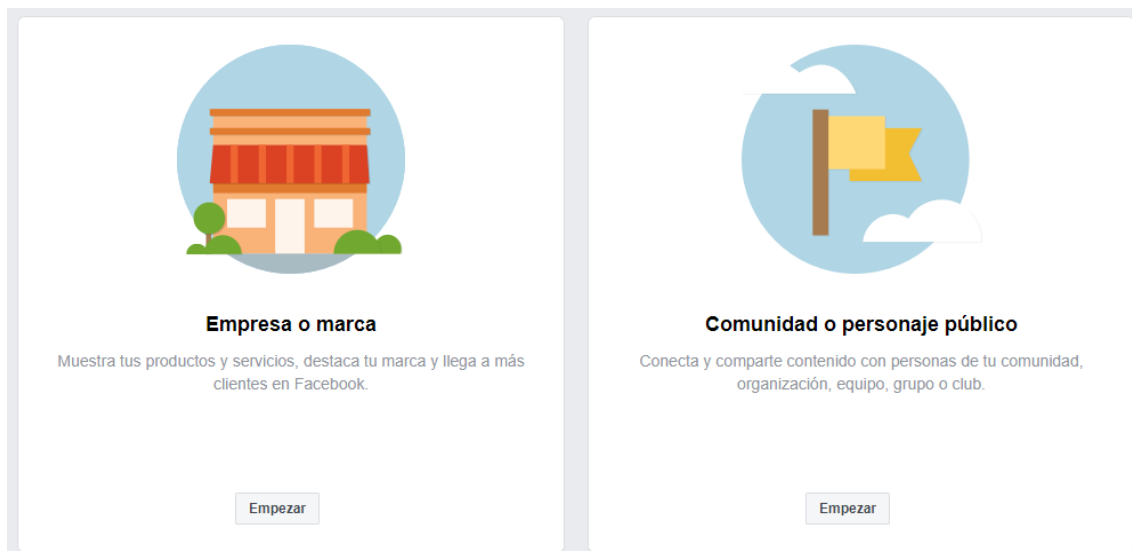 Empresa o marca
Muestra tus productos y servicios, destaca tu marca y llega a más
clientes en Facebook.
Empezar
Comunidad o personaje público
Conecta y comparte contenido con personas de tu comunidad,
organización, equipo, grupo o club.
Empezar